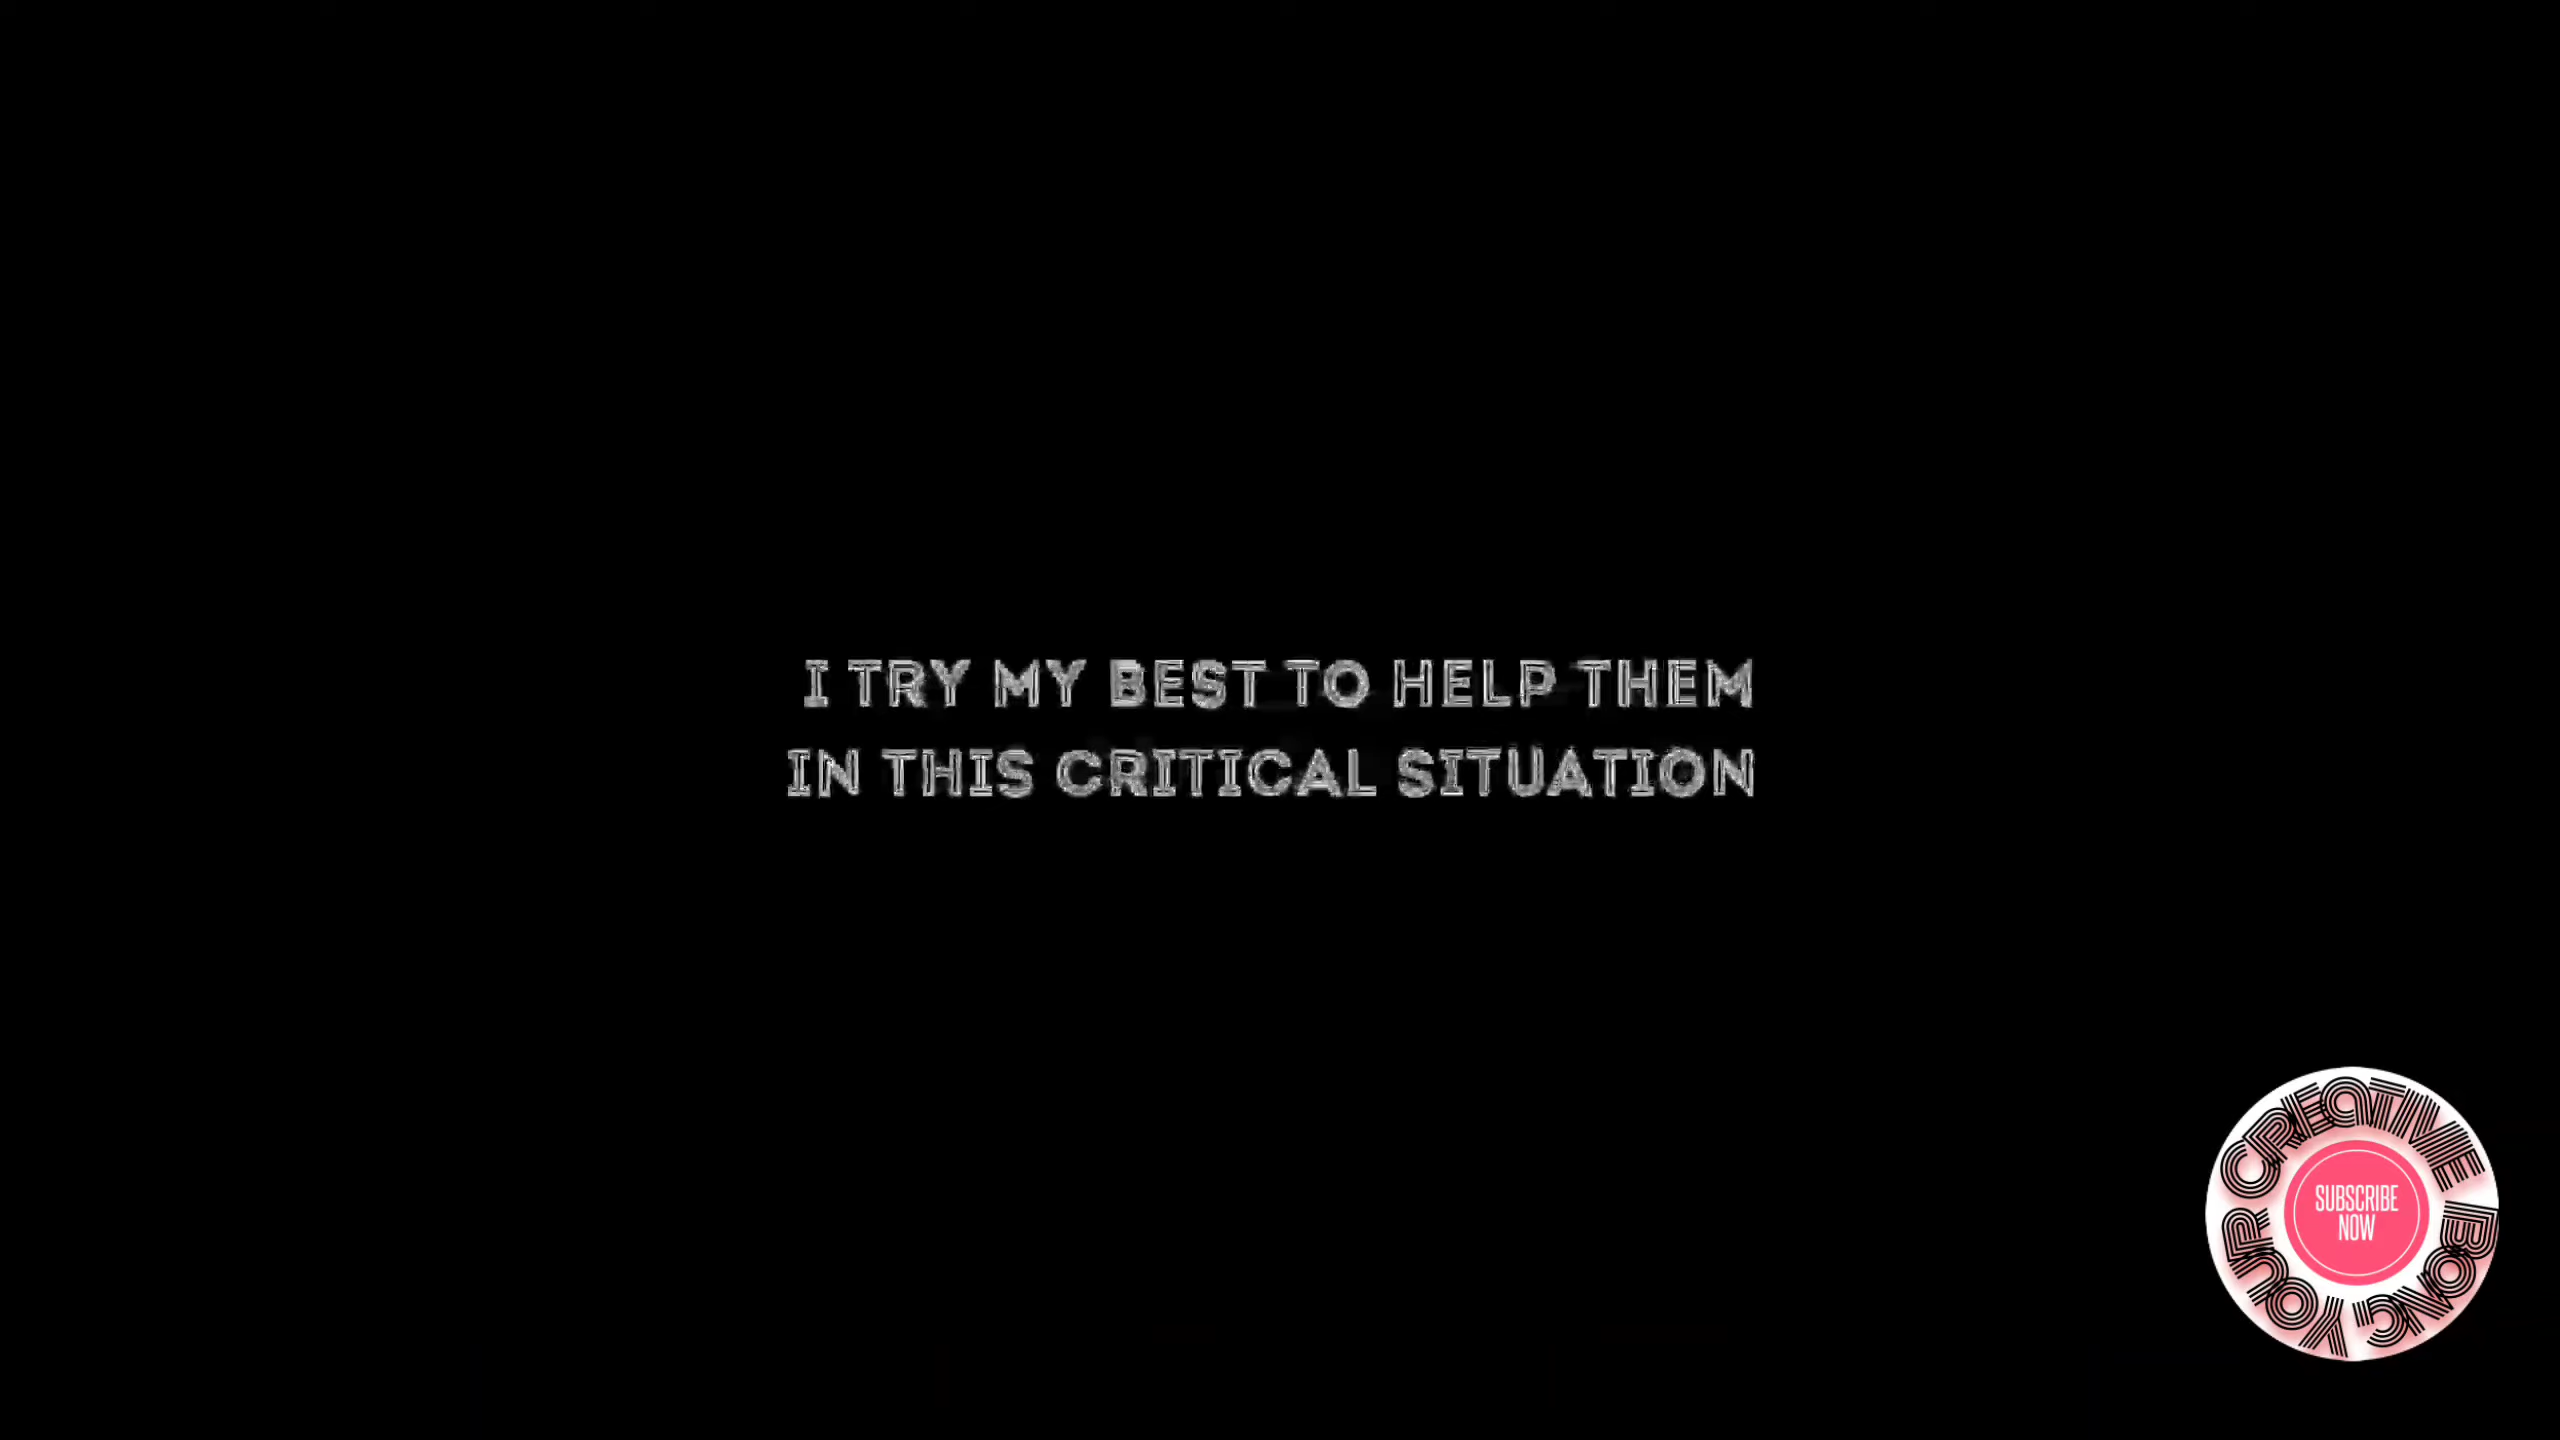 I TRY MY BEST TO HELP THEM
IN THIS CRITICAL SITUATION
YOUR CREATIVE BONG
SUBSCRIBE
NOW